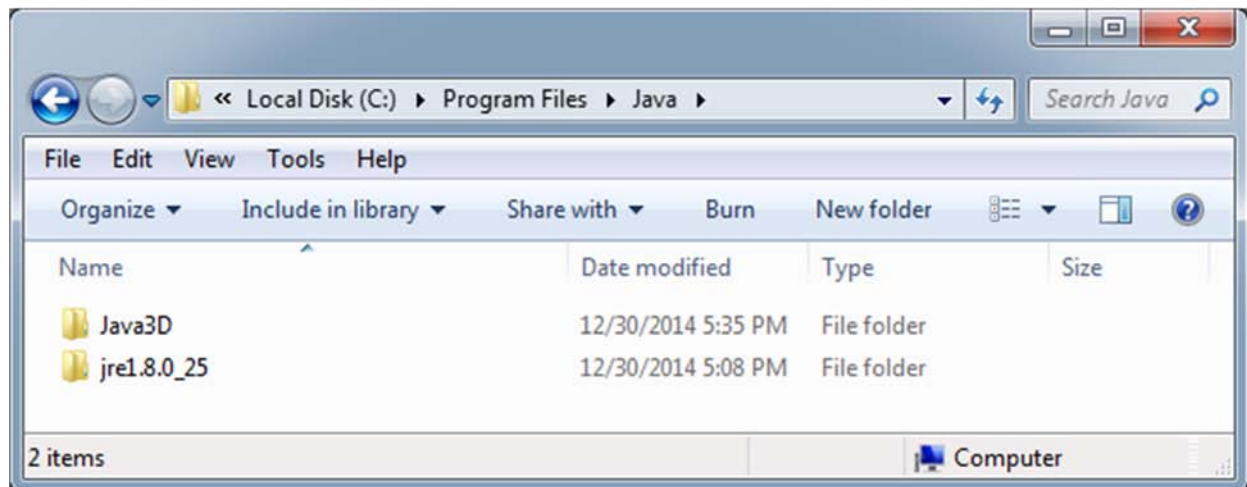 « Local Disk (C:) ▸ Program Files ▸ Java ▸ Search Java
File Edit View Tools Help
Organize Include in library Share with Burn New folder
Name Date modified Type Size
Java3D 12/30/2014 5:35 PM File folder
jre1.8.0_25 12/30/2014 5:08 PM File folder
2 items Computer